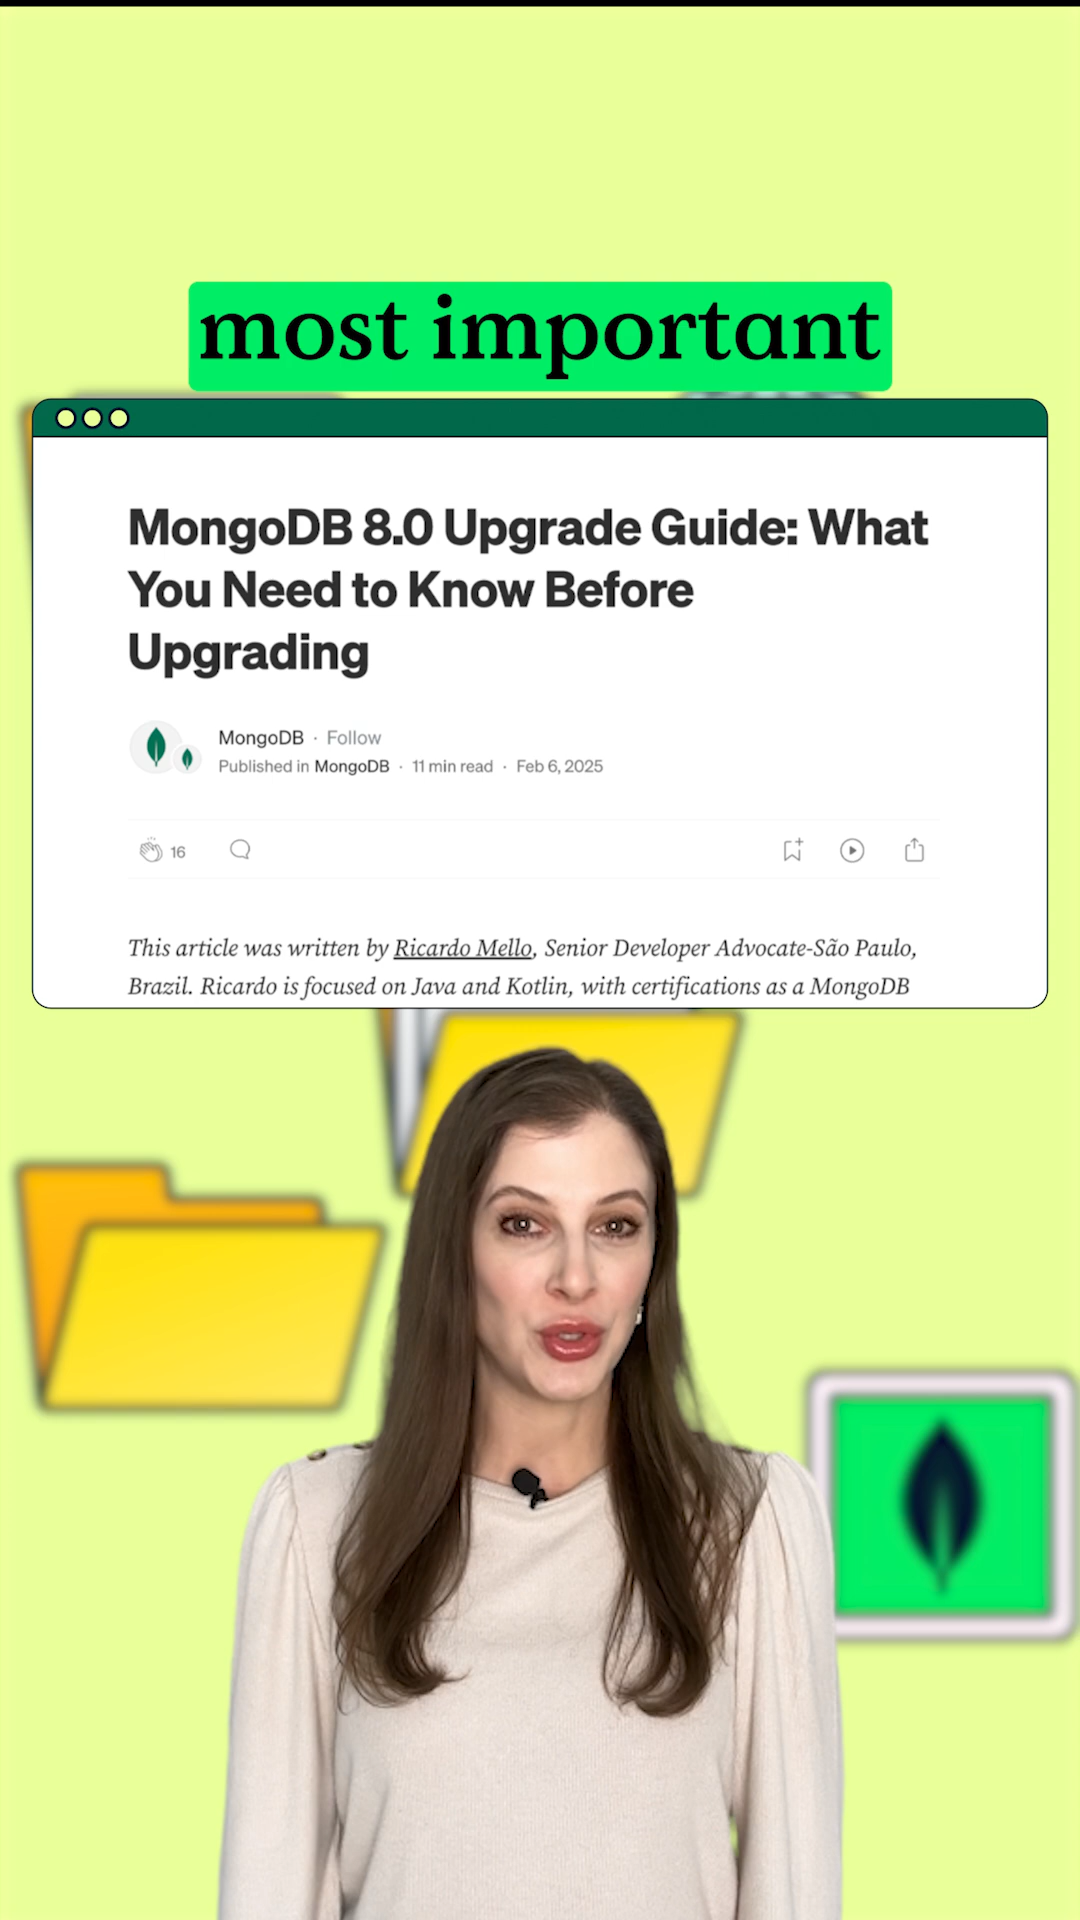 most important
MongoDB 8.0 Upgrade Guide: What
You Need to Know Before
Upgrading
MongoDB · Follow
Published in MongoDB · 11 min read · Feb 6, 2025
16
This article was written by Ricardo Mello, Senior Developer Advocate-São Paulo,
Brazil. Ricardo is focused on Java and Kotlin, with certifications as a MongoDB